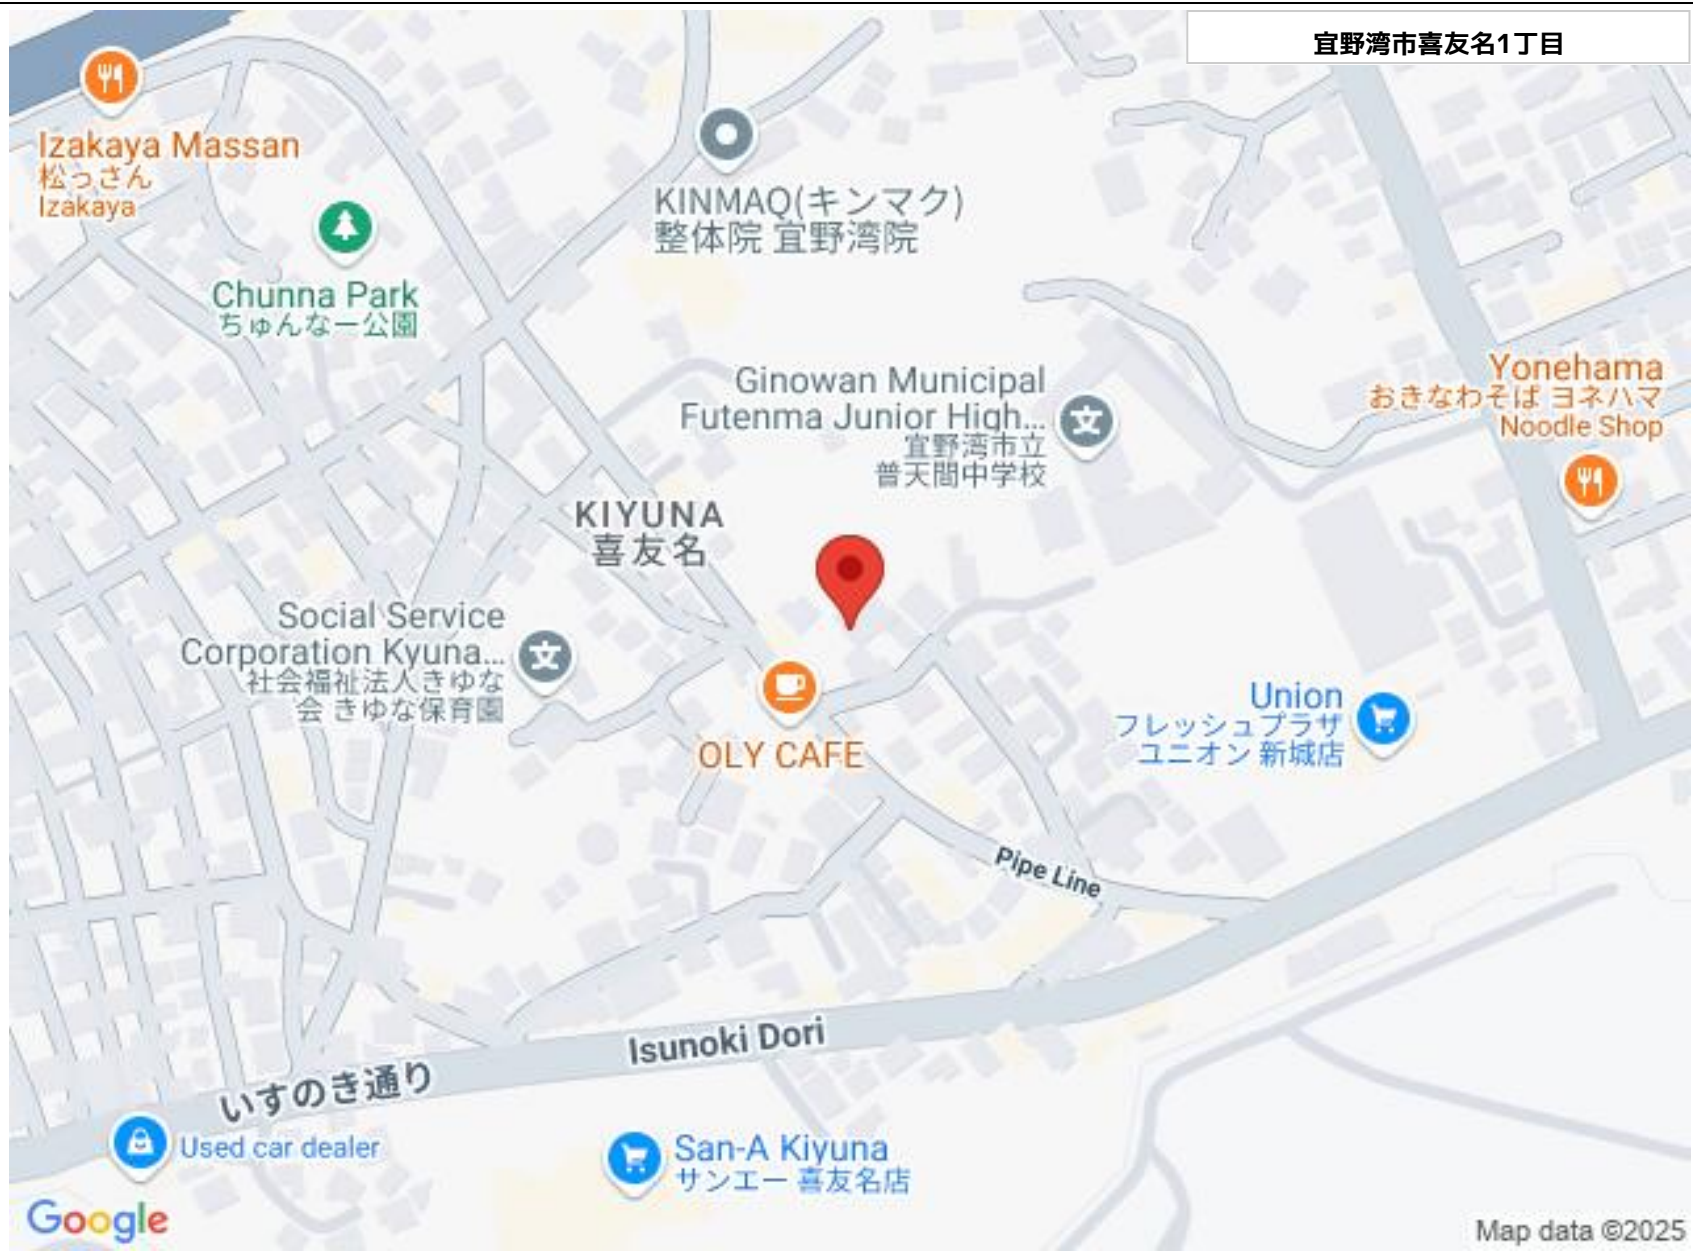 宜野湾市喜友名1丁目
Izakaya Massan
松っさん
Izakaya
KINMAQ(キンマク)
整体院 宜野湾院
Chunna Park
ちゅんなー公園
Ginowan Municipal
Futenma Junior High...
宜野湾市立
普天間中学校
Yonehama
おきなわそば ヨネハマ
Noodle Shop
KIYUNA
喜友名
Social Service
Corporation Kyuna...
社会福祉法人きゆな
会 きゆな保育園
OLY CAFE
Union
フレッシュプラザ
ユニオン 新城店
Pipe Line
Isunoki Dori
いすのき通り
Used car dealer
San-A Kiyuna
サンエー 喜友名店
Google
Map data ©2025